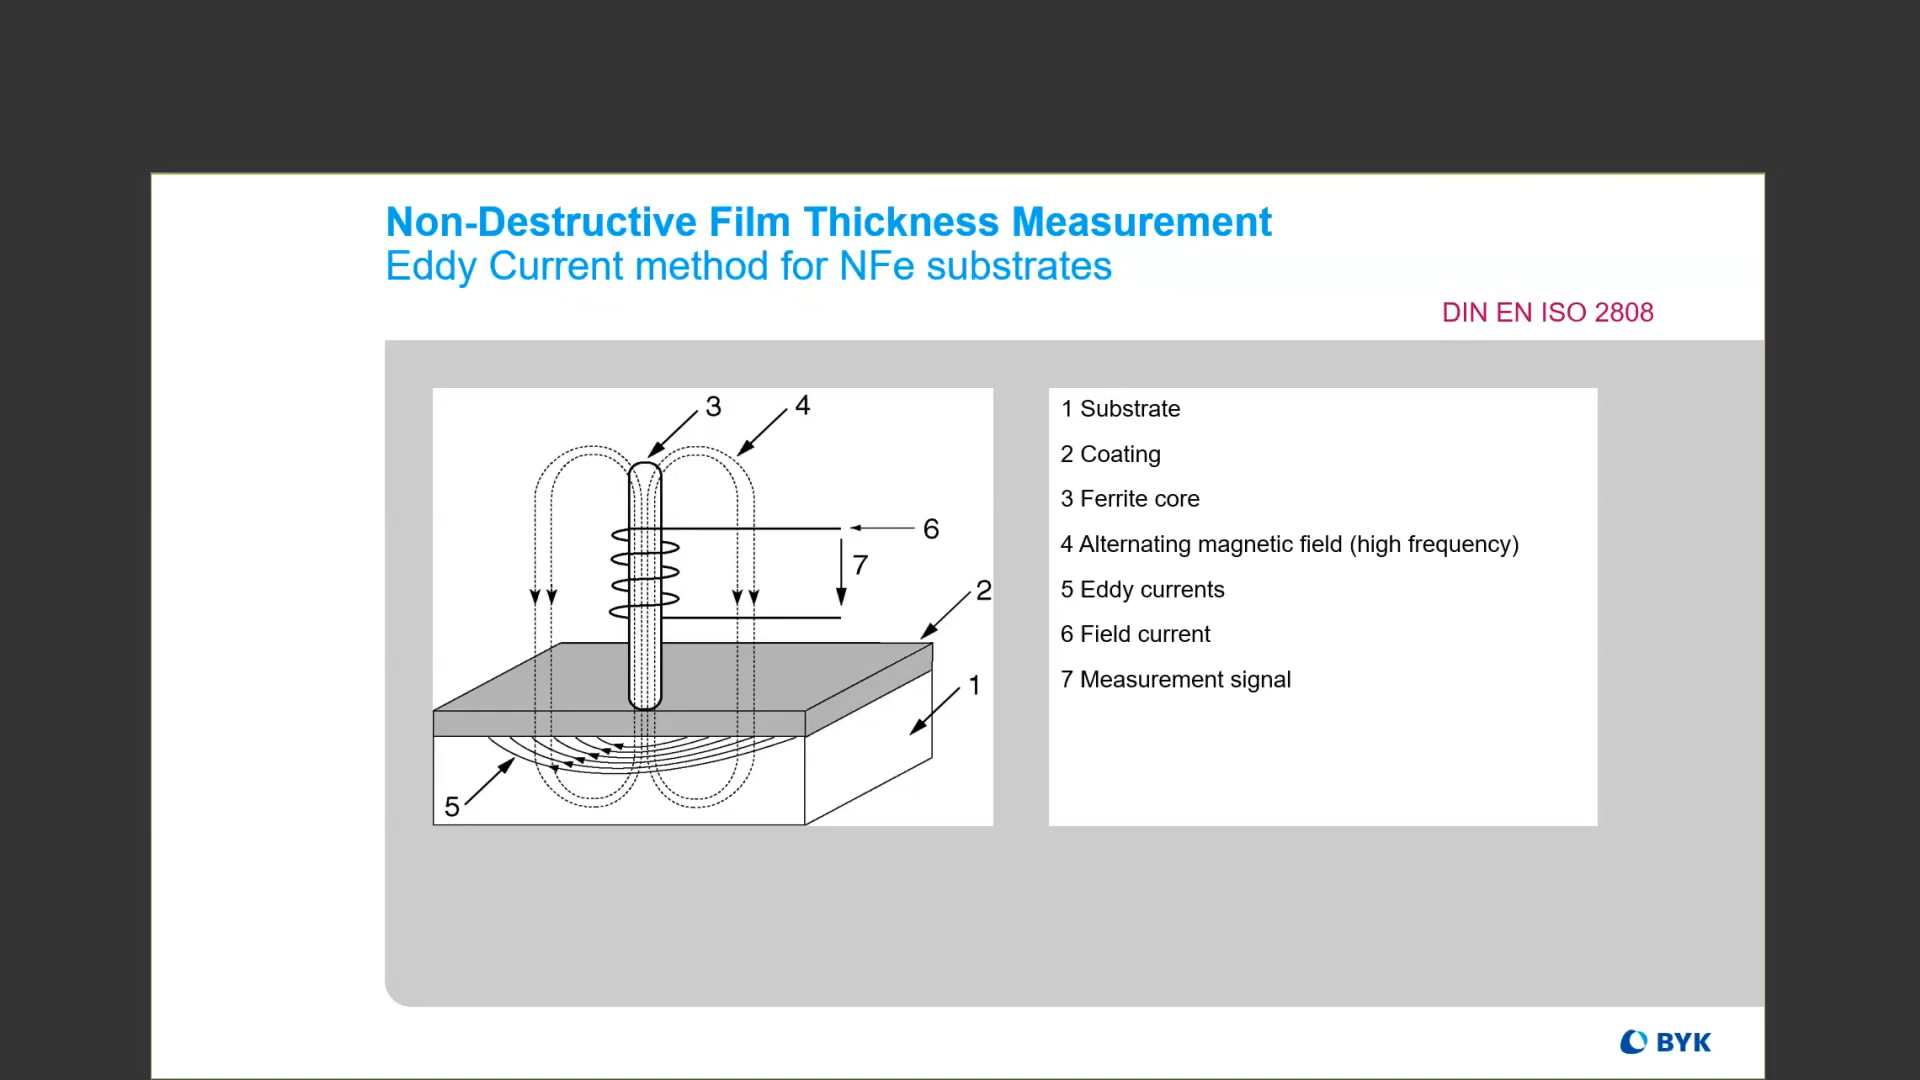 Non-Destructive Film Thickness Measurement
Eddy Current method for NFe substrates
DIN EN ISO 2808
3
4
6
7
2
1
5
1 Substrate
2 Coating
3 Ferrite core
4 Alternating magnetic field (high frequency)
5 Eddy currents
6 Field current
7 Measurement signal
BYK